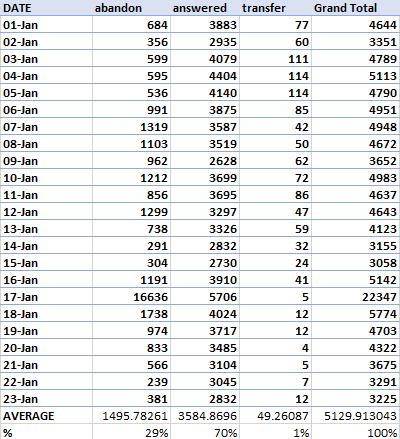 DATE abandon answered transfer Grand Total
01-Jan 684 3883 77 4644
02-Jan 356 2935 60 3351
03-Jan 599 4079 111 4789
04-Jan 595 4404 114 5113
05-Jan 536 4140 114 4790
06-Jan 991 3875 85 4951
07-Jan 1319 3587 42 4948
08-Jan 1103 3519 50 4672
09-Jan 962 2628 62 3652
10-Jan 1212 3699 72 4983
11-Jan 856 3695 86 4637
12-Jan 1299 3297 47 4643
13-Jan 738 3326 59 4123
14-Jan 291 2832 32 3155
15-Jan 304 2730 24 3058
16-Jan 1191 3910 41 5142
17-Jan 16636 5706 5 22347
18-Jan 1738 4024 12 5774
19-Jan 974 3717 12 4703
20-Jan 833 3485 4 4322
21-Jan 566 3104 5 3675
22-Jan 239 3045 7 3291
23-Jan 381 2832 12 3225
AVERAGE 1495.78261 3584.8696 49.26087 5129.913043
% 29% 70% 1% 100%